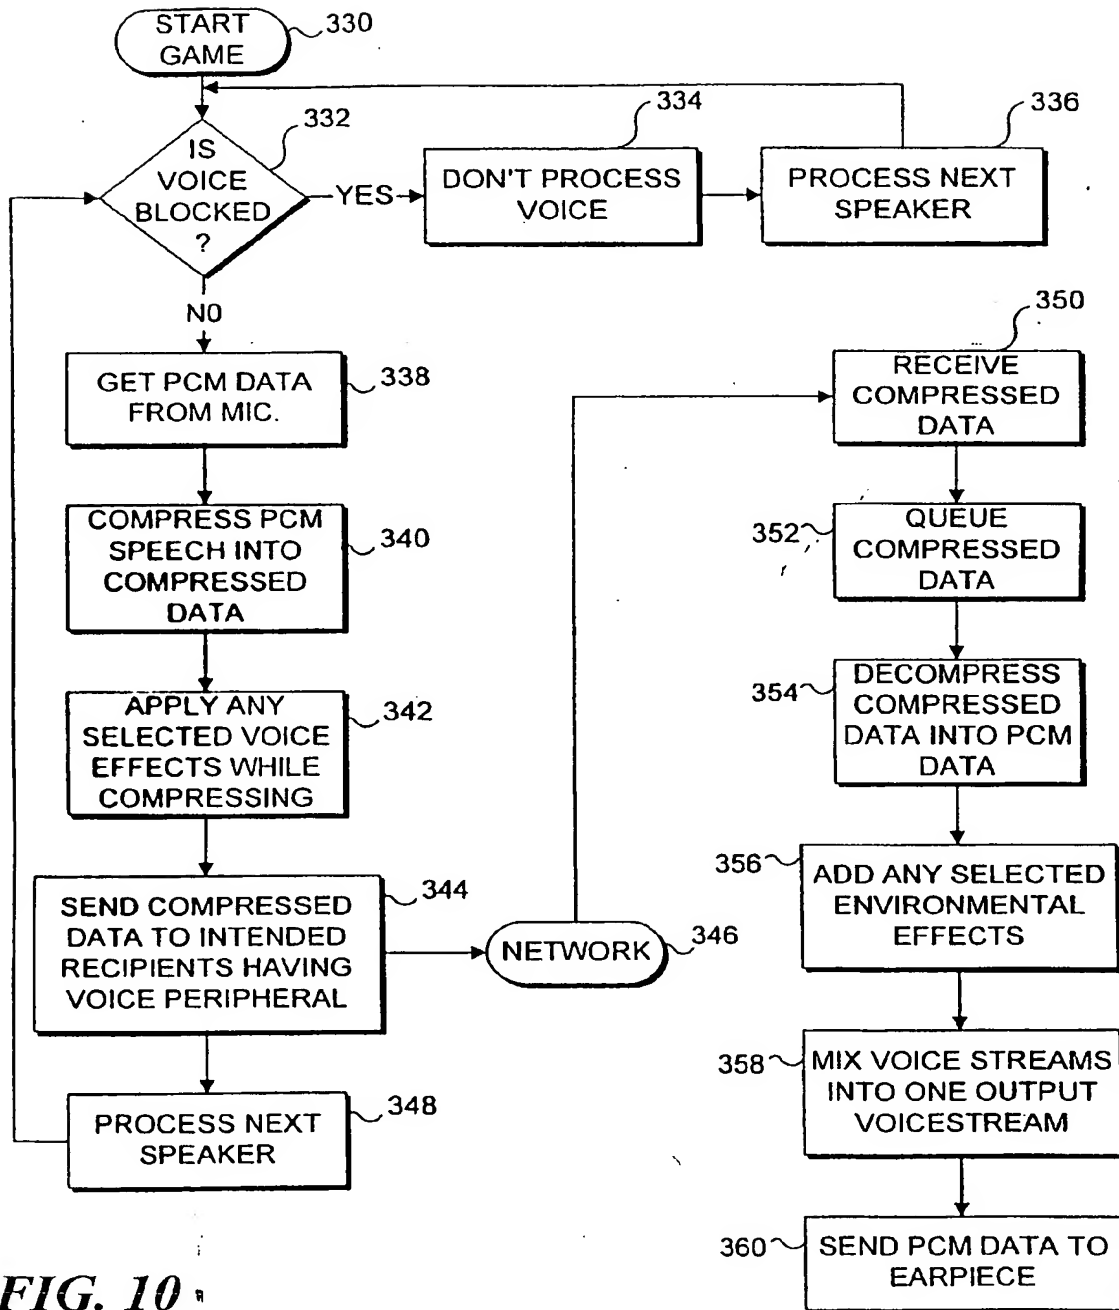 START
GAME
330
332
IS
VOICE
BLOCKED
?
YES
334
DON'T PROCESS
VOICE
336
PROCESS NEXT
SPEAKER
NO
338
GET PCM DATA
FROM MIC.
340
COMPRESS PCM
SPEECH INTO
COMPRESSED
DATA
342
APPLY ANY
SELECTED VOICE
EFFECTS WHILE
COMPRESSING
344
SEND COMPRESSED
DATA TO INTENDED
RECIPIENTS HAVING
VOICE PERIPHERAL
NETWORK
346
348
PROCESS NEXT
SPEAKER
350
RECEIVE
COMPRESSED
DATA
352
QUEUE
COMPRESSED
DATA
354
DECOMPRESS
COMPRESSED
DATA INTO PCM
DATA
356
ADD ANY SELECTED
ENVIRONMENTAL
EFFECTS
358
MIX VOICE STREAMS
INTO ONE OUTPUT
VOICESTREAM
360
SEND PCM DATA TO
EARPIECE
FIG. 10